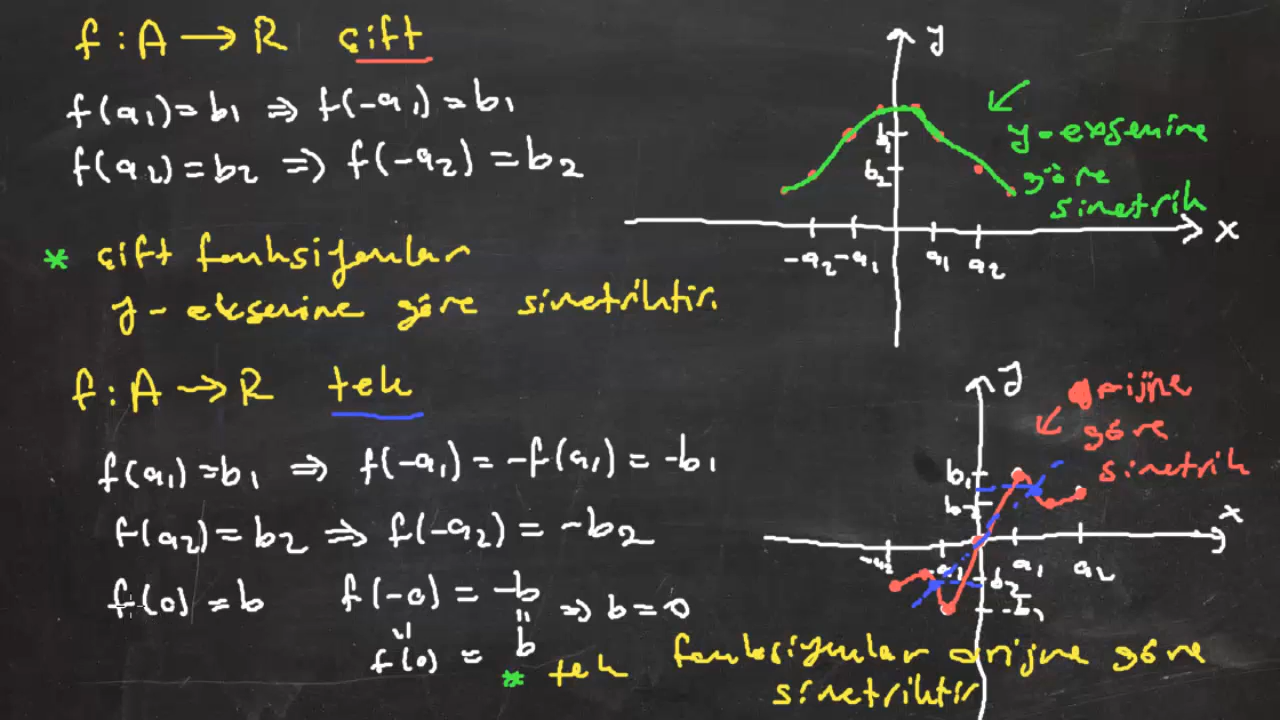 f : A → R çift
f(a₁) = b₁ ⇒ f(-a₁) = b₁
f(a₂) = b₂ ⇒ f(-a₂) = b₂
* çift fonksiyonlar
y - eksenine göre simetriktir.
y
y-eksenine
göre
simetrik
b₁
b₂
x
-a₂ -a₁ a₁ a₂
f : A → R tek
f(a₁) = b₁ ⇒ f(-a₁) = -f(a₁) = -b₁
f(a₂) = b₂ ⇒ f(-a₂) = -b₂
f(0) = b f(-0) = -b ⇒ b = 0
f(0) = b
* tek fonksiyonlar orijine göre
simetriktir
y
orijine
göre
simetrik
b₁
b₂
x
-a₂ -a₁ a₁ a₂
-b₂
-b₁